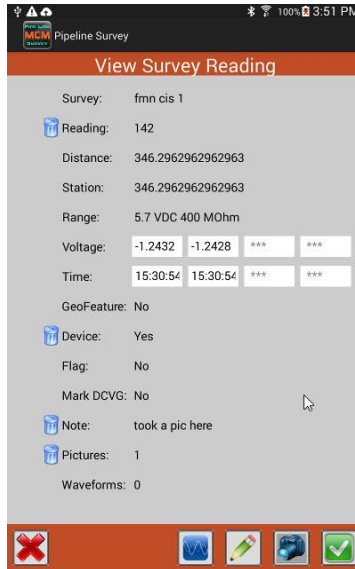 100% 3:51 PM
PIPE LINE
MCM
SURVEY
Pipeline Survey
View Survey Reading
Survey: fmn cis 1
Reading: 142
Distance: 346.2962962962963
Station: 346.2962962962963
Range: 5.7 VDC 400 MOhm
Voltage: -1.2432 -1.2428 *** ***
Time: 15:30:54 15:30:54 *** ***
GeoFeature: No
Device: Yes
Flag: No
Mark DCVG: No
Note: took a pic here
Pictures: 1
Waveforms: 0